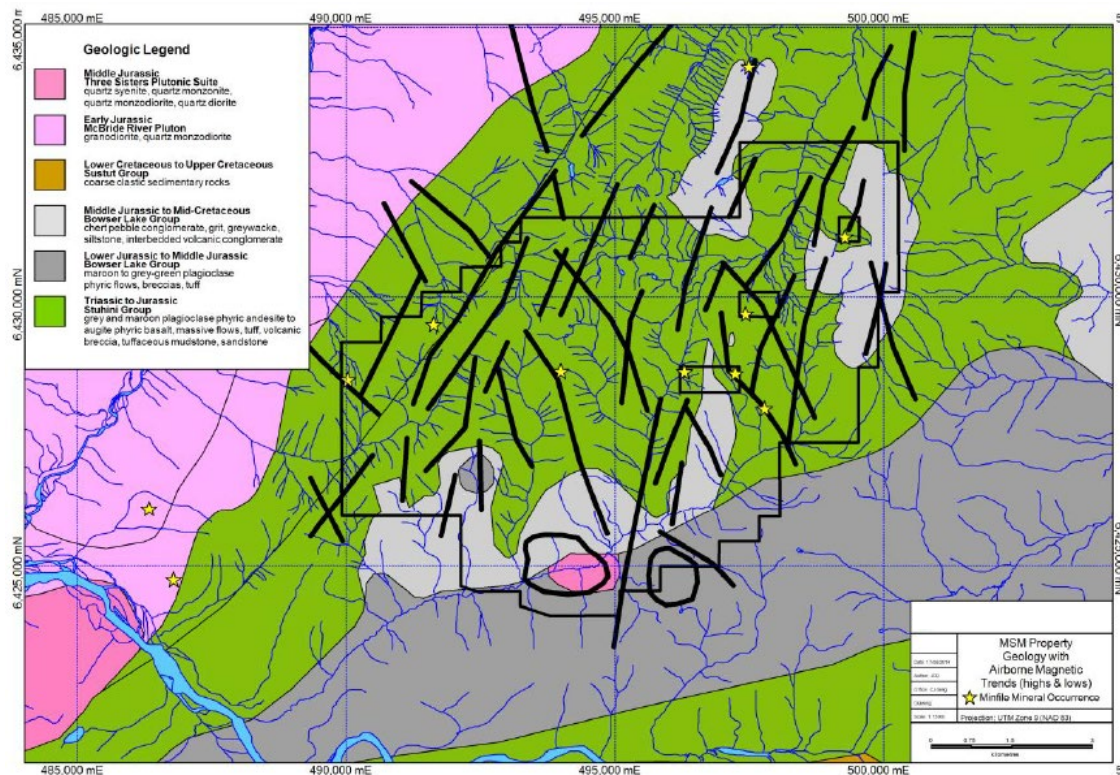 485,000 mE
490,000 mE
495,000 mE
500,000 mE
Geologic Legend
Middle Jurassic
Three Sisters Plutonic Suite
quartz syenite, quartz monzonite,
quartz monzodiorite, quartz diorite
Early Jurassic
McBride River Pluton
granodiorite, quartz monzodiorite
Lower Cretaceous to Upper Cretaceous
Sustut Group
coarse clastic sedimentary rocks
Middle Jurassic to Mid-Cretaceous
Bowser Lake Group
chert pebble conglomerate, grit, greywacke,
siltstone, interbedded volcanic conglomerate
Lower Jurassic to Middle Jurassic
Bowser Lake Group
maroon to grey-green plagioclase
phyric flows, breccias, tuff
Triassic to Jurassic
Stuhini Group
grey and maroon plagioclase phyric andesite to
augite phyric basalt, massive flows, tuff, volcanic
breccia, tuffaceous mudstone, sandstone
6,430,000 mN
6,425,000 mN
MSM Property
Geology with
Airborne Magnetic
Trends (highs & lows)
Minfile Mineral Occurrence
Projection: UTM Zone 9 (NAD 83)
0 0.75 1.5 3
kilometres
485,000 mE
490,000 mE
495,000 mE
500,000 mE